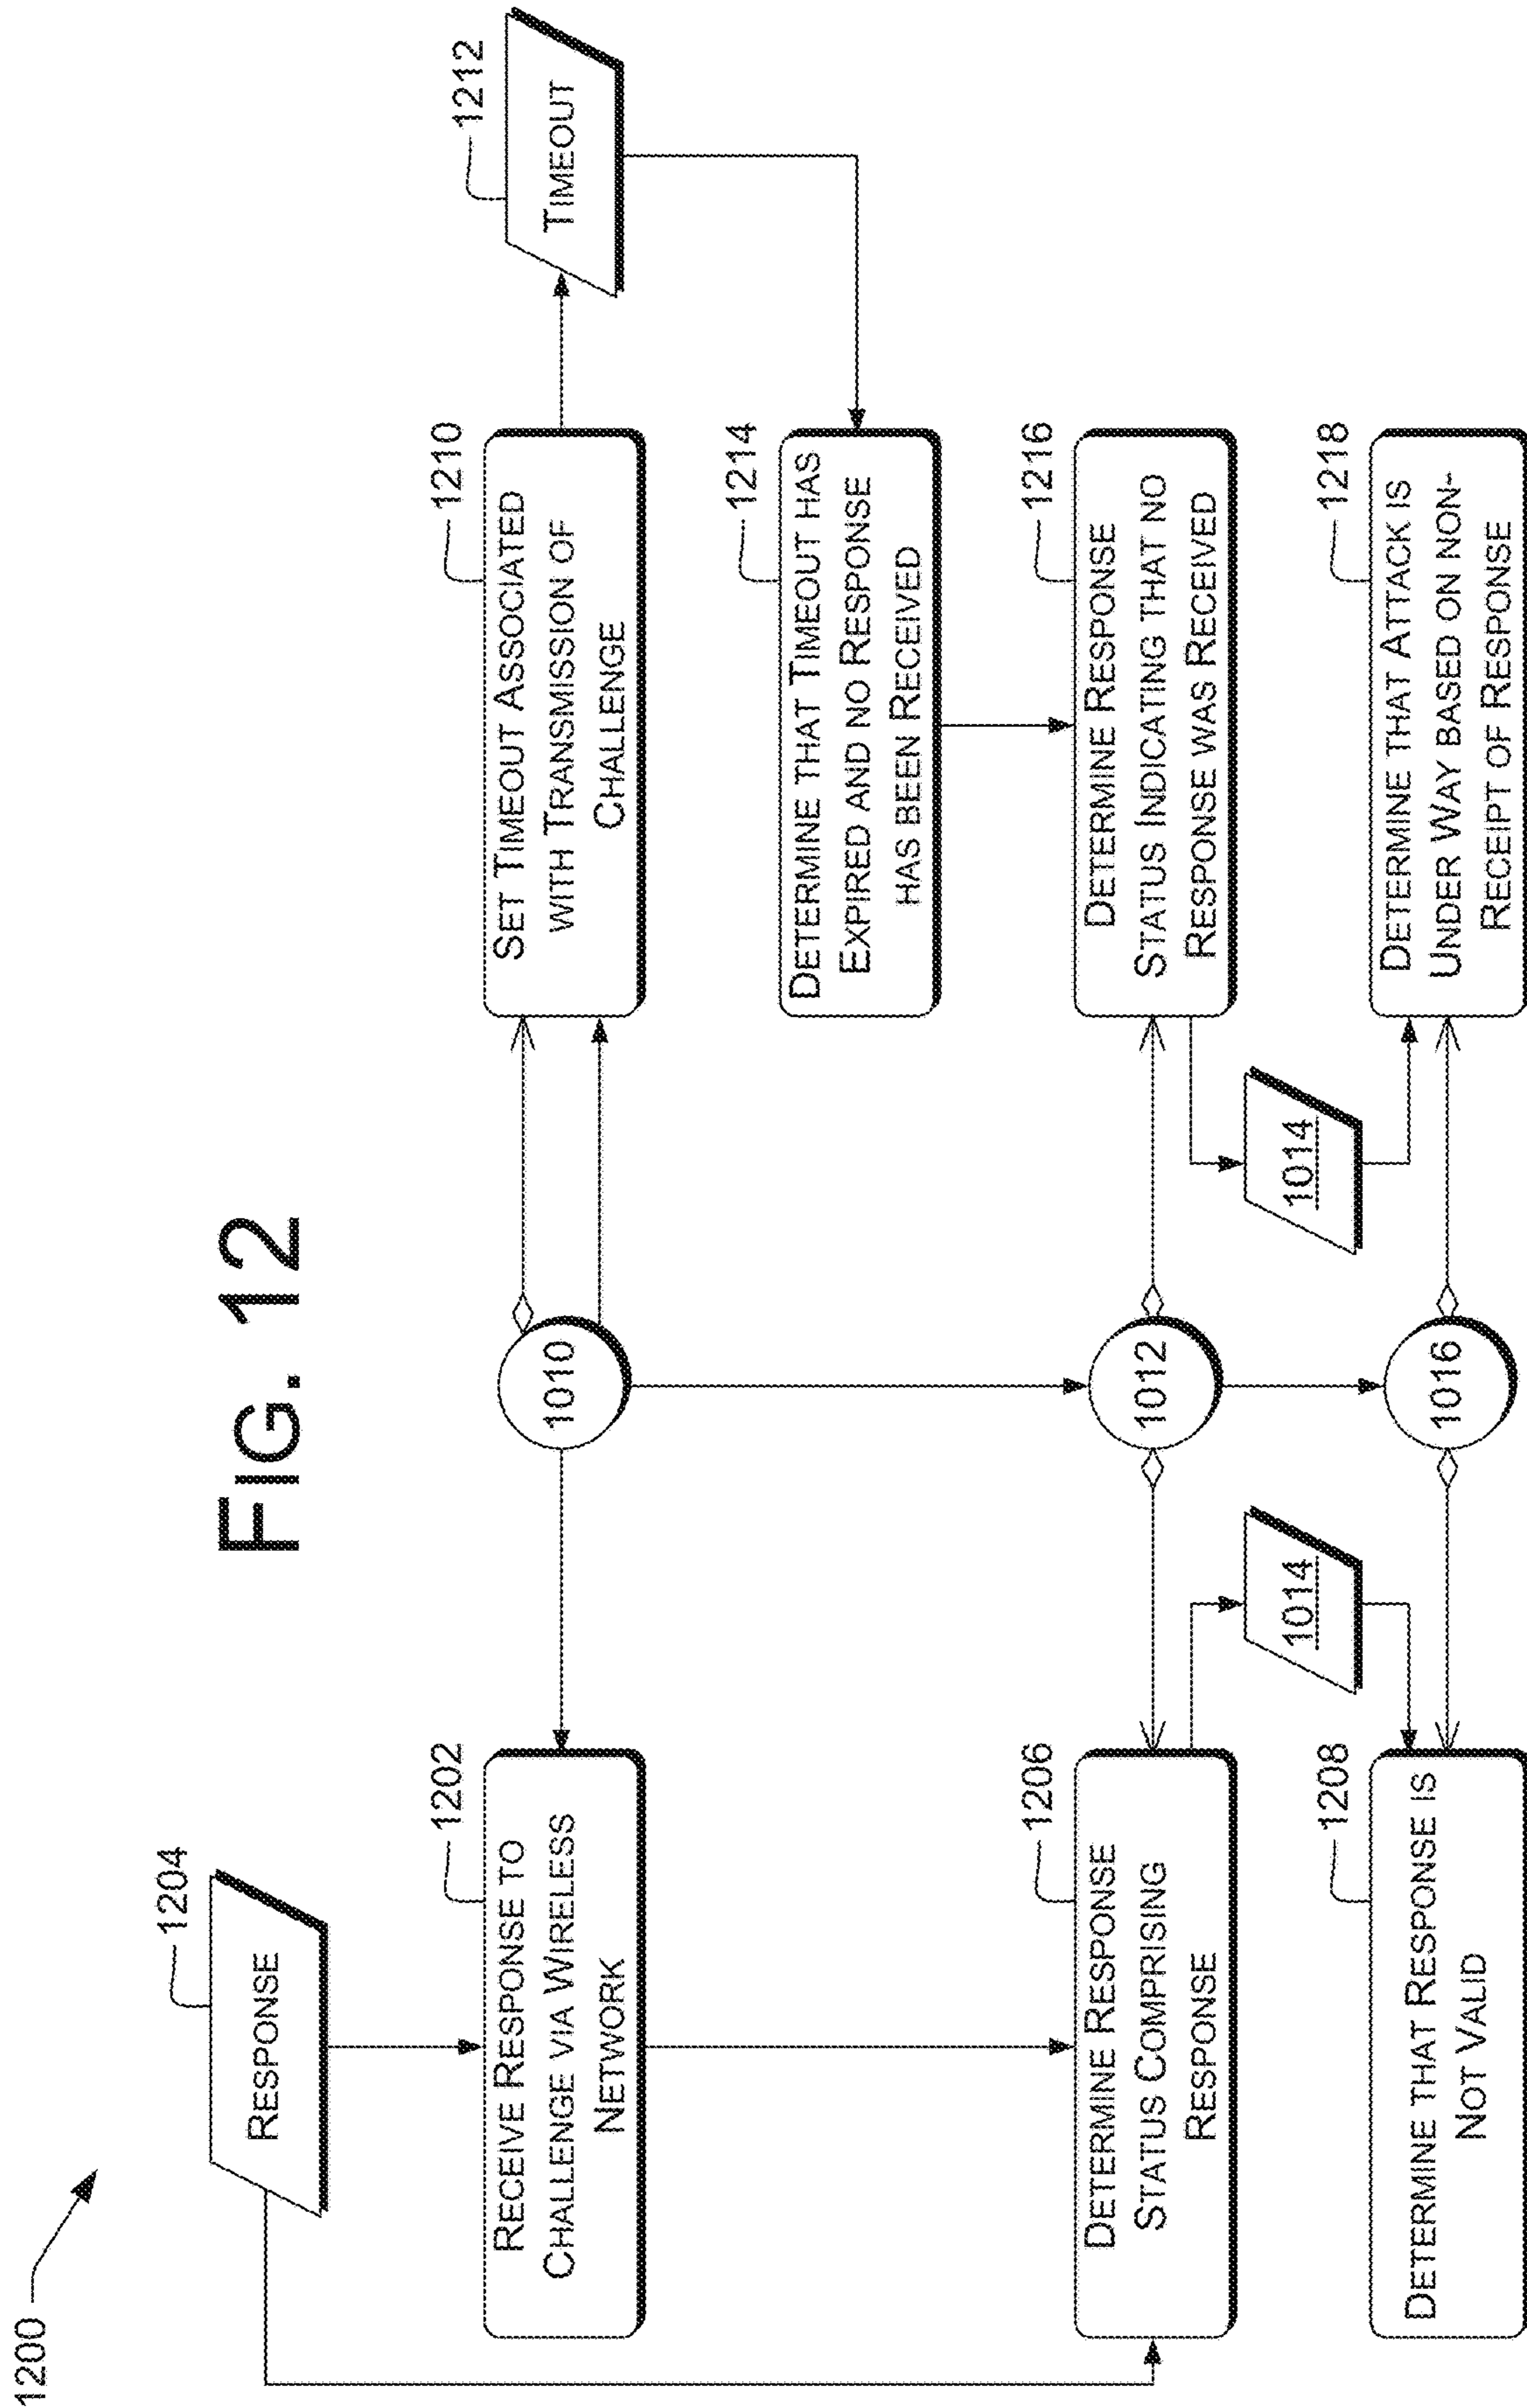 1200
FIG. 12
1204
RESPONSE
1202
RECEIVE RESPONSE TO
CHALLENGE VIA WIRELESS
NETWORK
1010
1210
SET TIMEOUT ASSOCIATED
WITH TRANSMISSION OF
CHALLENGE
1212
TIMEOUT
1214
DETERMINE THAT TIMEOUT HAS
EXPIRED AND NO RESPONSE
HAS BEEN RECEIVED
1206
DETERMINE RESPONSE
STATUS COMPRISING
RESPONSE
1012
1216
DETERMINE RESPONSE
STATUS INDICATING THAT NO
RESPONSE WAS RECEIVED
1014
1014
1208
DETERMINE THAT RESPONSE IS
NOT VALID
1016
1218
DETERMINE THAT ATTACK IS
UNDER WAY BASED ON NON-
RECEIPT OF RESPONSE